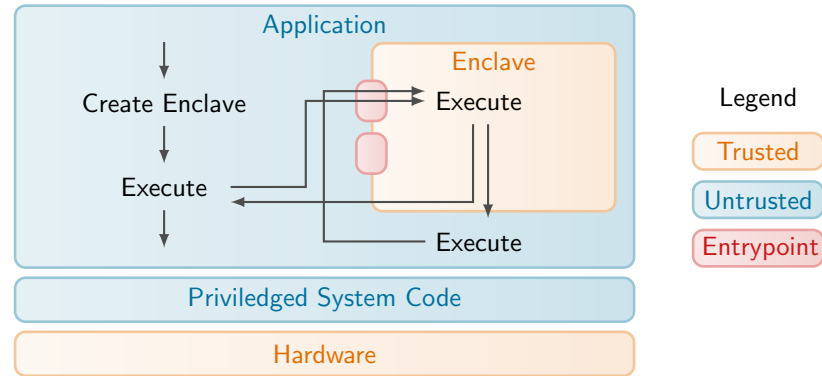 Application
Enclave
Create Enclave
Execute
Execute
Execute
Legend
Trusted
Untrusted
Entrypoint
Priviledged System Code
Hardware